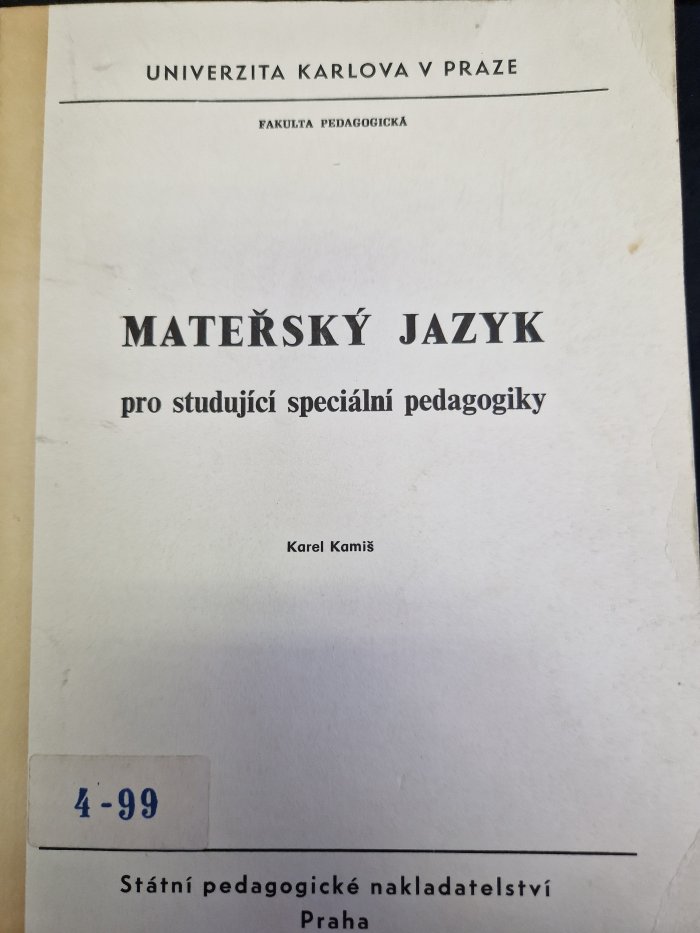 UNIVERZITA KARLOVA V PRAZE
FAKULTA PEDAGOGICKÁ
MATEŘSKÝ JAZYK
pro studující speciální pedagogiky
Karel Kamiš
4-99
Státní pedagogické nakladatelství
Praha